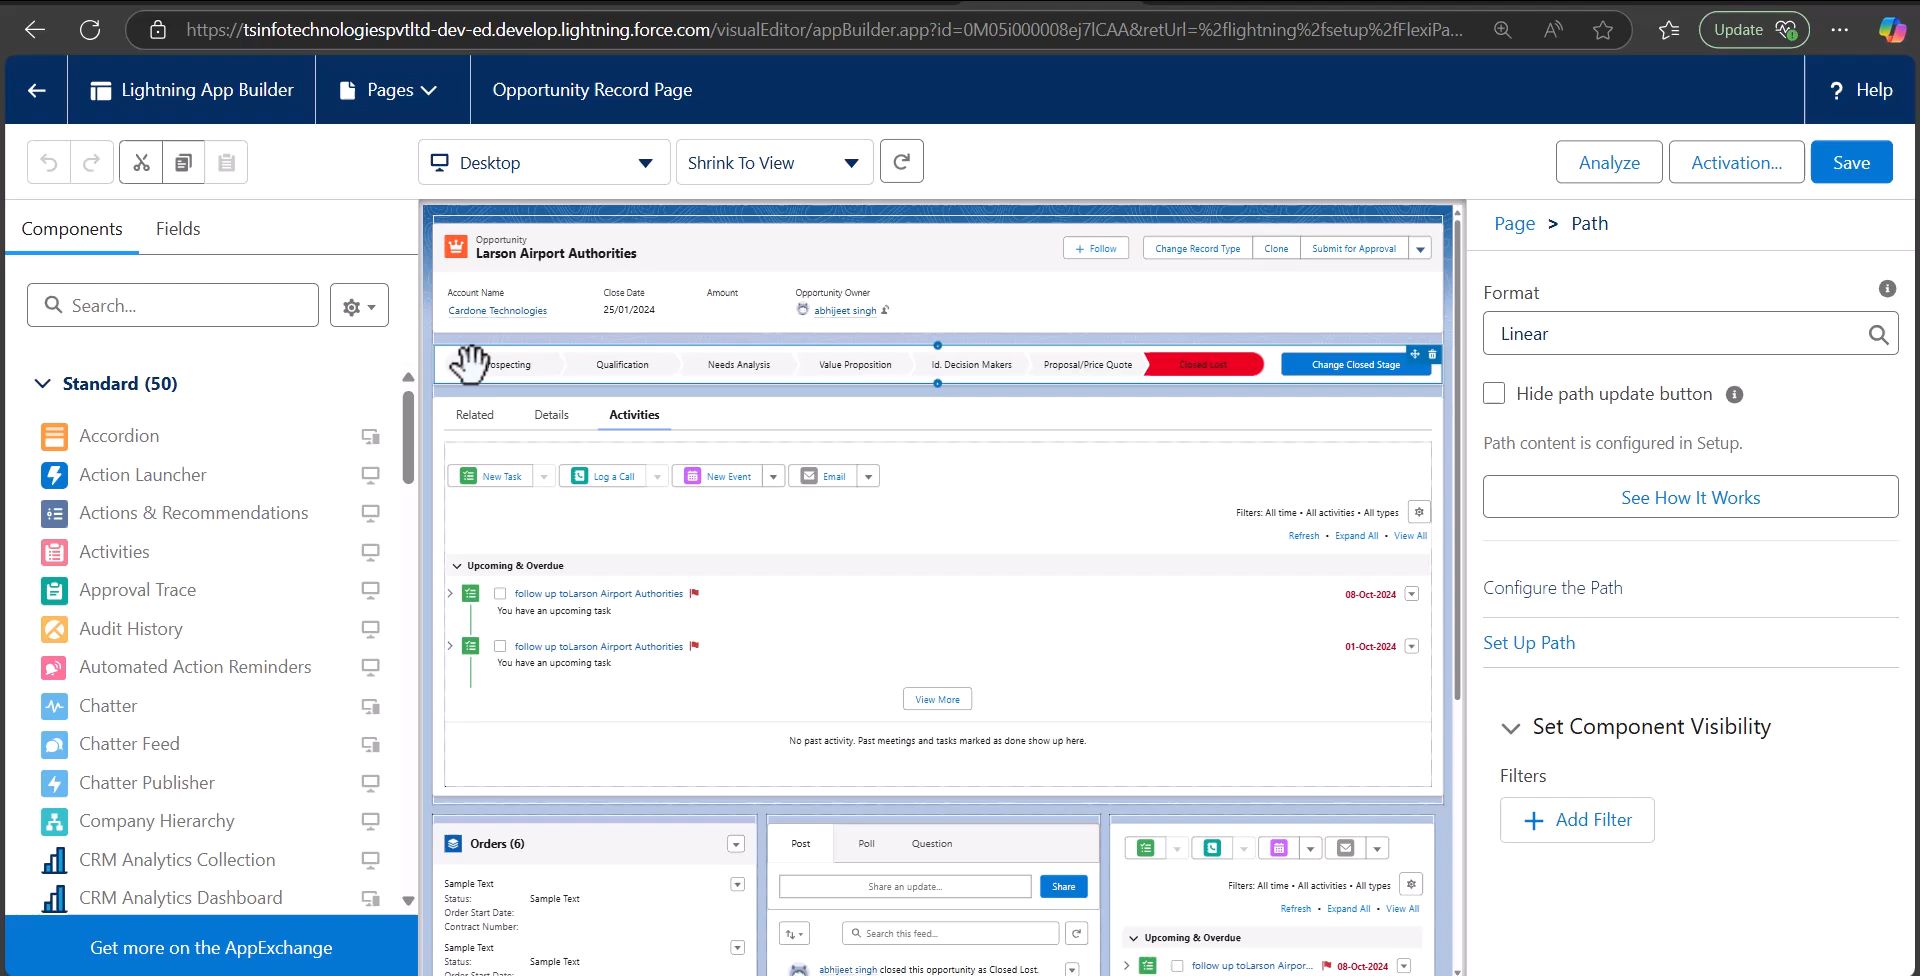 https://tsinfotechnologiespvtltd-dev-ed.develop.lightning.force.com/visualEditor/appBuilder.app?id=0M05i000008ej7lCAA&retUrl=%2flightning%2fsetup%2fFlexiPa...
Update
Lightning App Builder
Pages
Opportunity Record Page
? Help
Desktop
Shrink To View
Analyze
Activation...
Save
Components
Fields
Search...
Standard (50)
Accordion
Action Launcher
Actions & Recommendations
Activities
Approval Trace
Audit History
Automated Action Reminders
Chatter
Chatter Feed
Chatter Publisher
Company Hierarchy
CRM Analytics Collection
CRM Analytics Dashboard
Get more on the AppExchange
Opportunity
Larson Airport Authorities
+ Follow
Change Record Type
Clone
Submit for Approval
Account Name
Close Date
Amount
Opportunity Owner
Cardone Technologies
25/01/2024
abhijeet singh
Qualification
Needs Analysis
Value Proposition
Id. Decision Makers
Proposal/Price Quote
Closed Lost
Change Closed Stage
Related
Details
Activities
New Task
Log a Call
New Event
Email
Filters: All time • All activities • All types
Refresh • Expand All • View All
Upcoming & Overdue
follow up toLarson Airport Authorities
08-Oct-2024
You have an upcoming task
follow up toLarson Airport Authorities
01-Oct-2024
You have an upcoming task
View More
No past activity. Past meetings and tasks marked as done show up here.
Orders (6)
Sample Text
Status:
Sample Text
Order Start Date:
Contract Number:
Sample Text
Status:
Sample Text
Order Start Date:
Post
Poll
Question
Share an update...
Share
Search this feed...
abhijeet singh closed this opportunity as Closed Lost.
Filters: All time • All activities • All types
Refresh • Expand All • View All
Upcoming & Overdue
follow up toLarson Airpor...
08-Oct-2024
Page > Path
Format
Linear
Hide path update button
Path content is configured in Setup.
See How It Works
Configure the Path
Set Up Path
Set Component Visibility
Filters
+ Add Filter